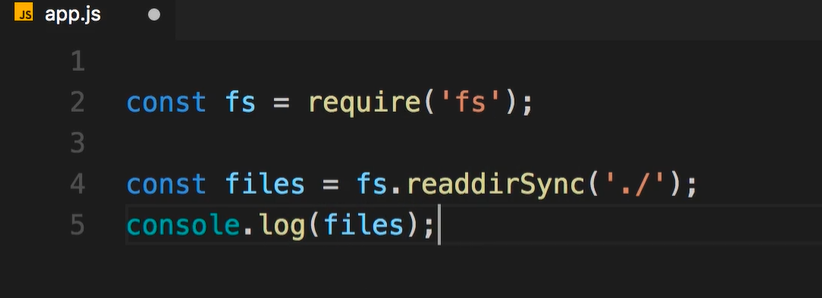 JS app.js
1
2 const fs = require('fs');
3
4 const files = fs.readdirSync('./');
5 console.log(files);